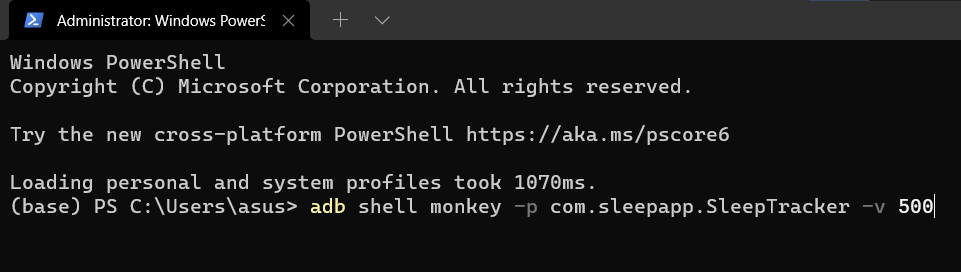 Administrator: Windows PowerS
Windows PowerShell
Copyright (C) Microsoft Corporation. All rights reserved.
Try the new cross-platform PowerShell https://aka.ms/pscore6
Loading personal and system profiles took 1070ms.
(base) PS C:\Users\asus> adb shell monkey -p com.sleepapp.SleepTracker -v 500